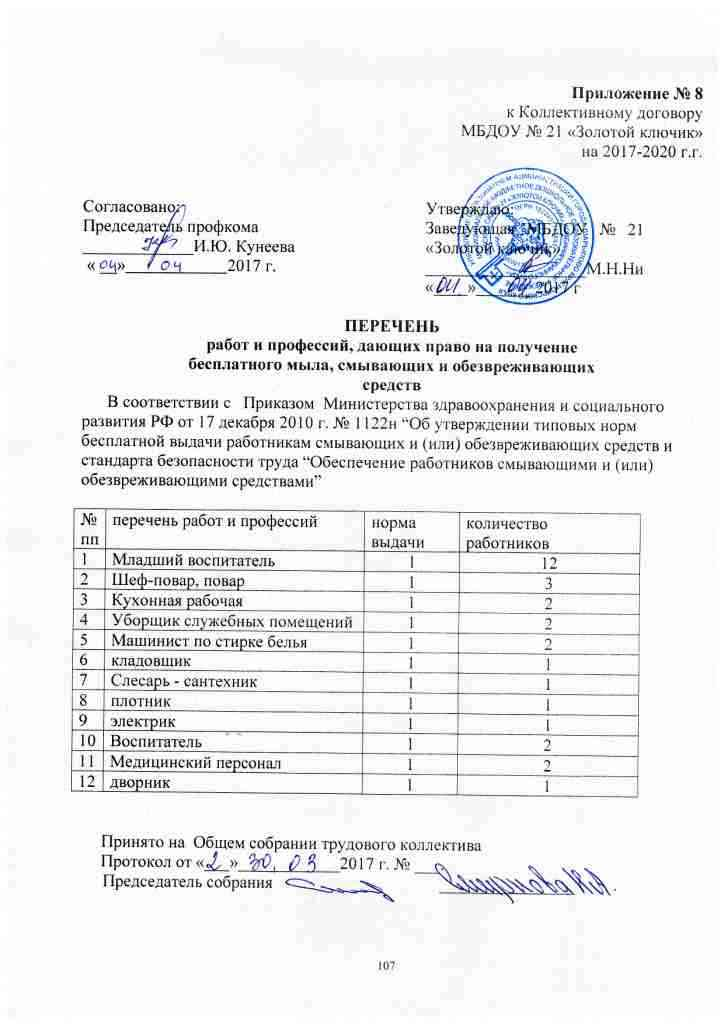 Приложение № 8
к Коллективному договору
МБДОУ № 21 «Золотой ключик»
на 2017-2020 г.г.
Согласовано:
Председатель профкома
_____________И.Ю. Кунеева
«04»____04____2017 г.
Утверждаю:
Заведующая МБДОУ № 21
«Золотой ключик»
__________________М.Н.Ни
«04»___04___2017 г
ПЕРЕЧЕНЬ
работ и профессий, дающих право на получение
бесплатного мыла, смывающих и обезвреживающих
средств
В соответствии с Приказом Министерства здравоохранения и социального
развития РФ от 17 декабря 2010 г. № 1122н “Об утверждении типовых норм
бесплатной выдачи работникам смывающих и (или) обезвреживающих средств и
стандарта безопасности труда “Обеспечение работников смывающими и (или)
обезвреживающими средствами”
№ пп перечень работ и профессий норма выдачи количество работников
1 Младший воспитатель 1 12
2 Шеф-повар, повар 1 3
3 Кухонная рабочая 1 2
4 Уборщик служебных помещений 1 2
5 Машинист по стирке белья 1 2
6 кладовщик 1 1
7 Слесарь - сантехник 1 1
8 плотник 1 1
9 электрик 1 1
10 Воспитатель 1 2
11 Медицинский персонал 1 2
12 дворник 1 1
Принято на Общем собрании трудового коллектива
Протокол от «2»_30.03______2017 г. № ___
Председатель собрания Смирнова Н.А.
107